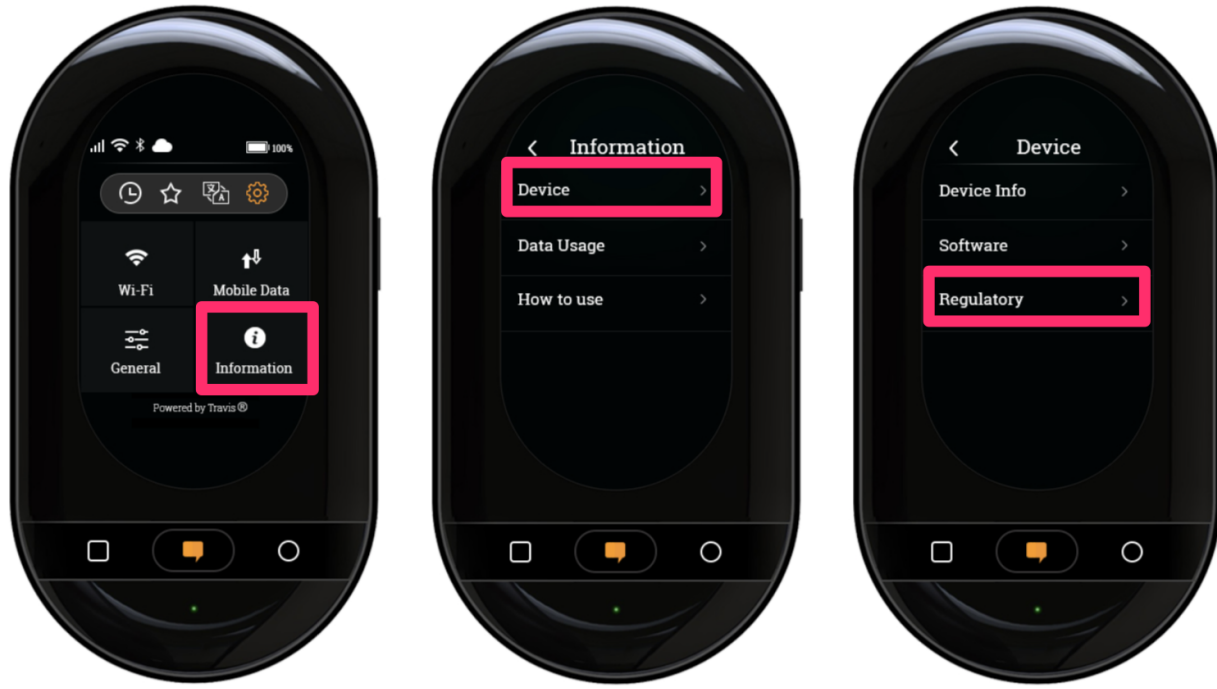 100%
Wi-Fi
Mobile Data
General
Information
Powered by Travis ®
Information
Device
Data Usage
How to use
Device
Device Info
Software
Regulatory